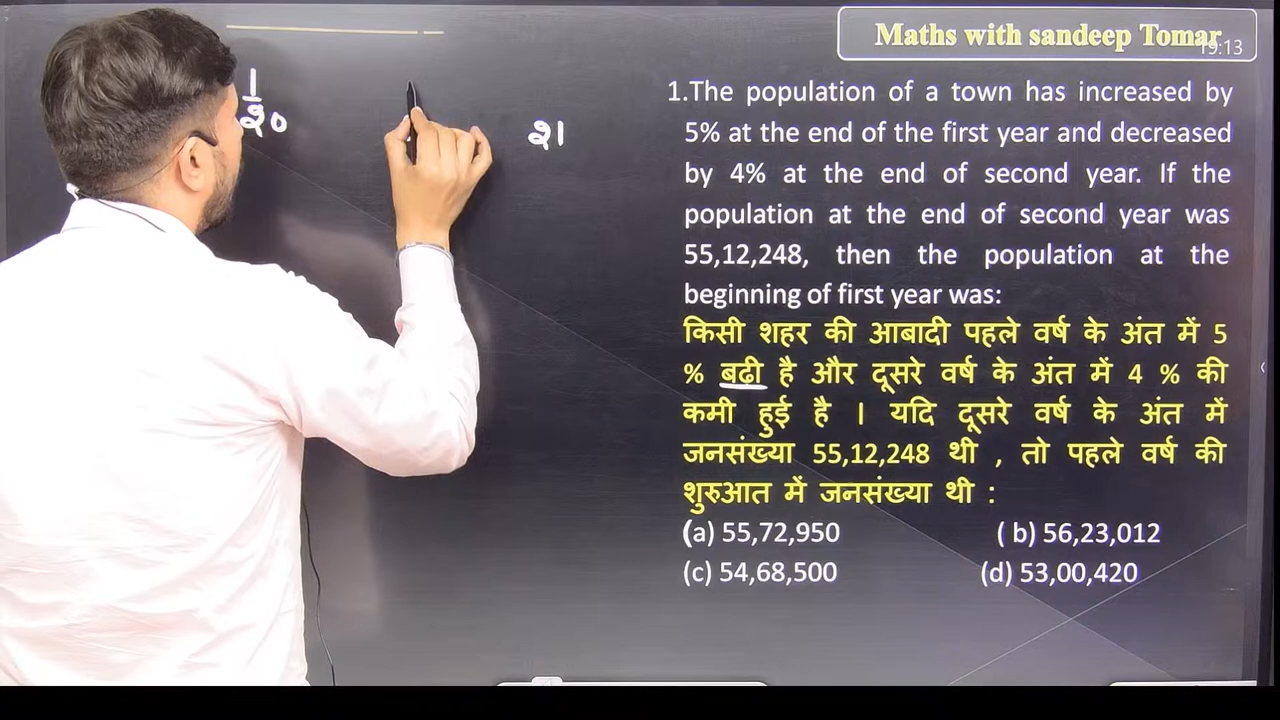 Maths with sandeep Tomar
19:13
1
20
21
1.The population of a town has increased by
5% at the end of the first year and decreased
by 4% at the end of second year. If the
population at the end of second year was
55,12,248, then the population at the
beginning of first year was:
किसी शहर की आबादी पहले वर्ष के अंत में 5
% बढ़ी है और दूसरे वर्ष के अंत में 4 % की
कमी हुई है । यदि दूसरे वर्ष के अंत में
जनसंख्या 55,12,248 थी , तो पहले वर्ष की
शुरुआत में जनसंख्या थी :
(a) 55,72,950 ( b) 56,23,012
(c) 54,68,500 (d) 53,00,420